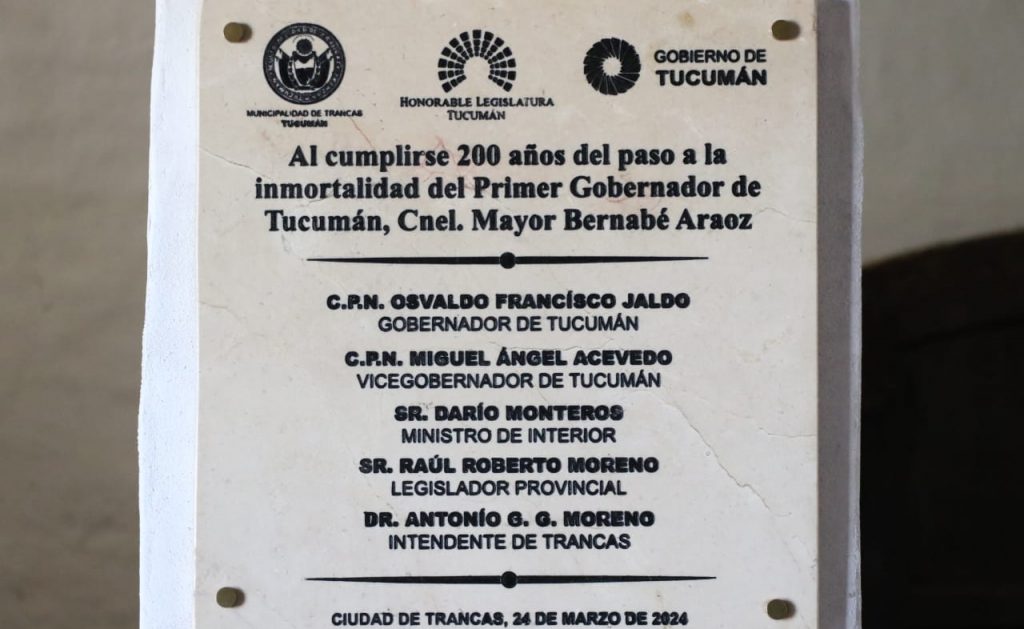 MUNICIPALIDAD DE TRANCAS
TUCUMÁN
HONORABLE LEGISLATURA
TUCUMÁN
GOBIERNO DE
TUCUMÁN
Al cumplirse 200 años del paso a la
inmortalidad del Primer Gobernador de
Tucumán, Cnel. Mayor Bernabé Araoz
C.P.N. OSVALDO FRANCÍSCO JALDO
GOBERNADOR DE TUCUMÁN
C.P.N. MIGUEL ÁNGEL ACEVEDO
VICEGOBERNADOR DE TUCUMÁN
SR. DARÍO MONTEROS
MINISTRO DE INTERIOR
SR. RAÚL ROBERTO MORENO
LEGISLADOR PROVINCIAL
DR. ANTONÍO G. G. MORENO
INTENDENTE DE TRANCAS
CIUDAD DE TRANCAS, 24 DE MARZO DE 2024